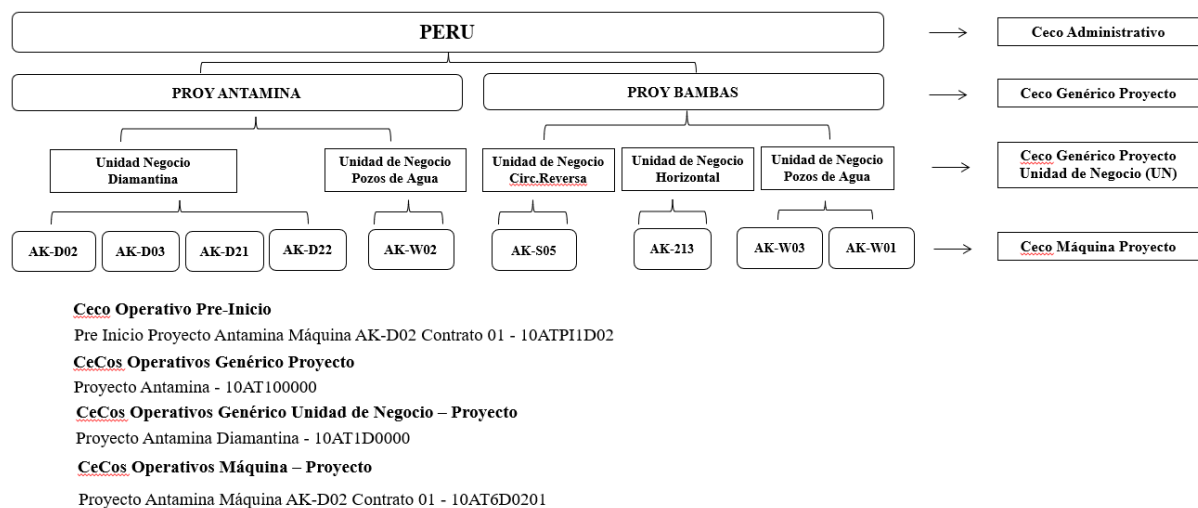 PERU
Ceco Administrativo
PROY ANTAMINA
PROY BAMBAS
Ceco Genérico Proyecto
Unidad Negocio
Diamantina
Unidad de Negocio
Pozos de Agua
Unidad de Negocio
Circ.Reversa
Unidad de Negocio
Horizontal
Unidad de Negocio
Pozos de Agua
Ceco Genérico Proyecto
Unidad de Negocio (UN)
AK-D02
AK-D03
AK-D21
AK-D22
AK-W02
AK-S05
AK-213
AK-W03
AK-W01
Ceco Máquina Proyecto
Ceco Operativo Pre-Inicio
Pre Inicio Proyecto Antamina Máquina AK-D02 Contrato 01 - 10ATPI1D02
CeCos Operativos Genérico Proyecto
Proyecto Antamina - 10AT100000
CeCos Operativos Genérico Unidad de Negocio – Proyecto
Proyecto Antamina Diamantina - 10AT1D0000
CeCos Operativos Máquina – Proyecto
Proyecto Antamina Máquina AK-D02 Contrato 01 - 10AT6D0201